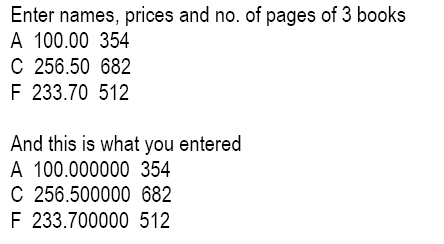 Enter names, prices and no. of pages of 3 books
A 100.00 354
C 256.50 682
F 233.70 512
And this is what you entered
A 100.000000 354
C 256.500000 682
F 233.700000 512